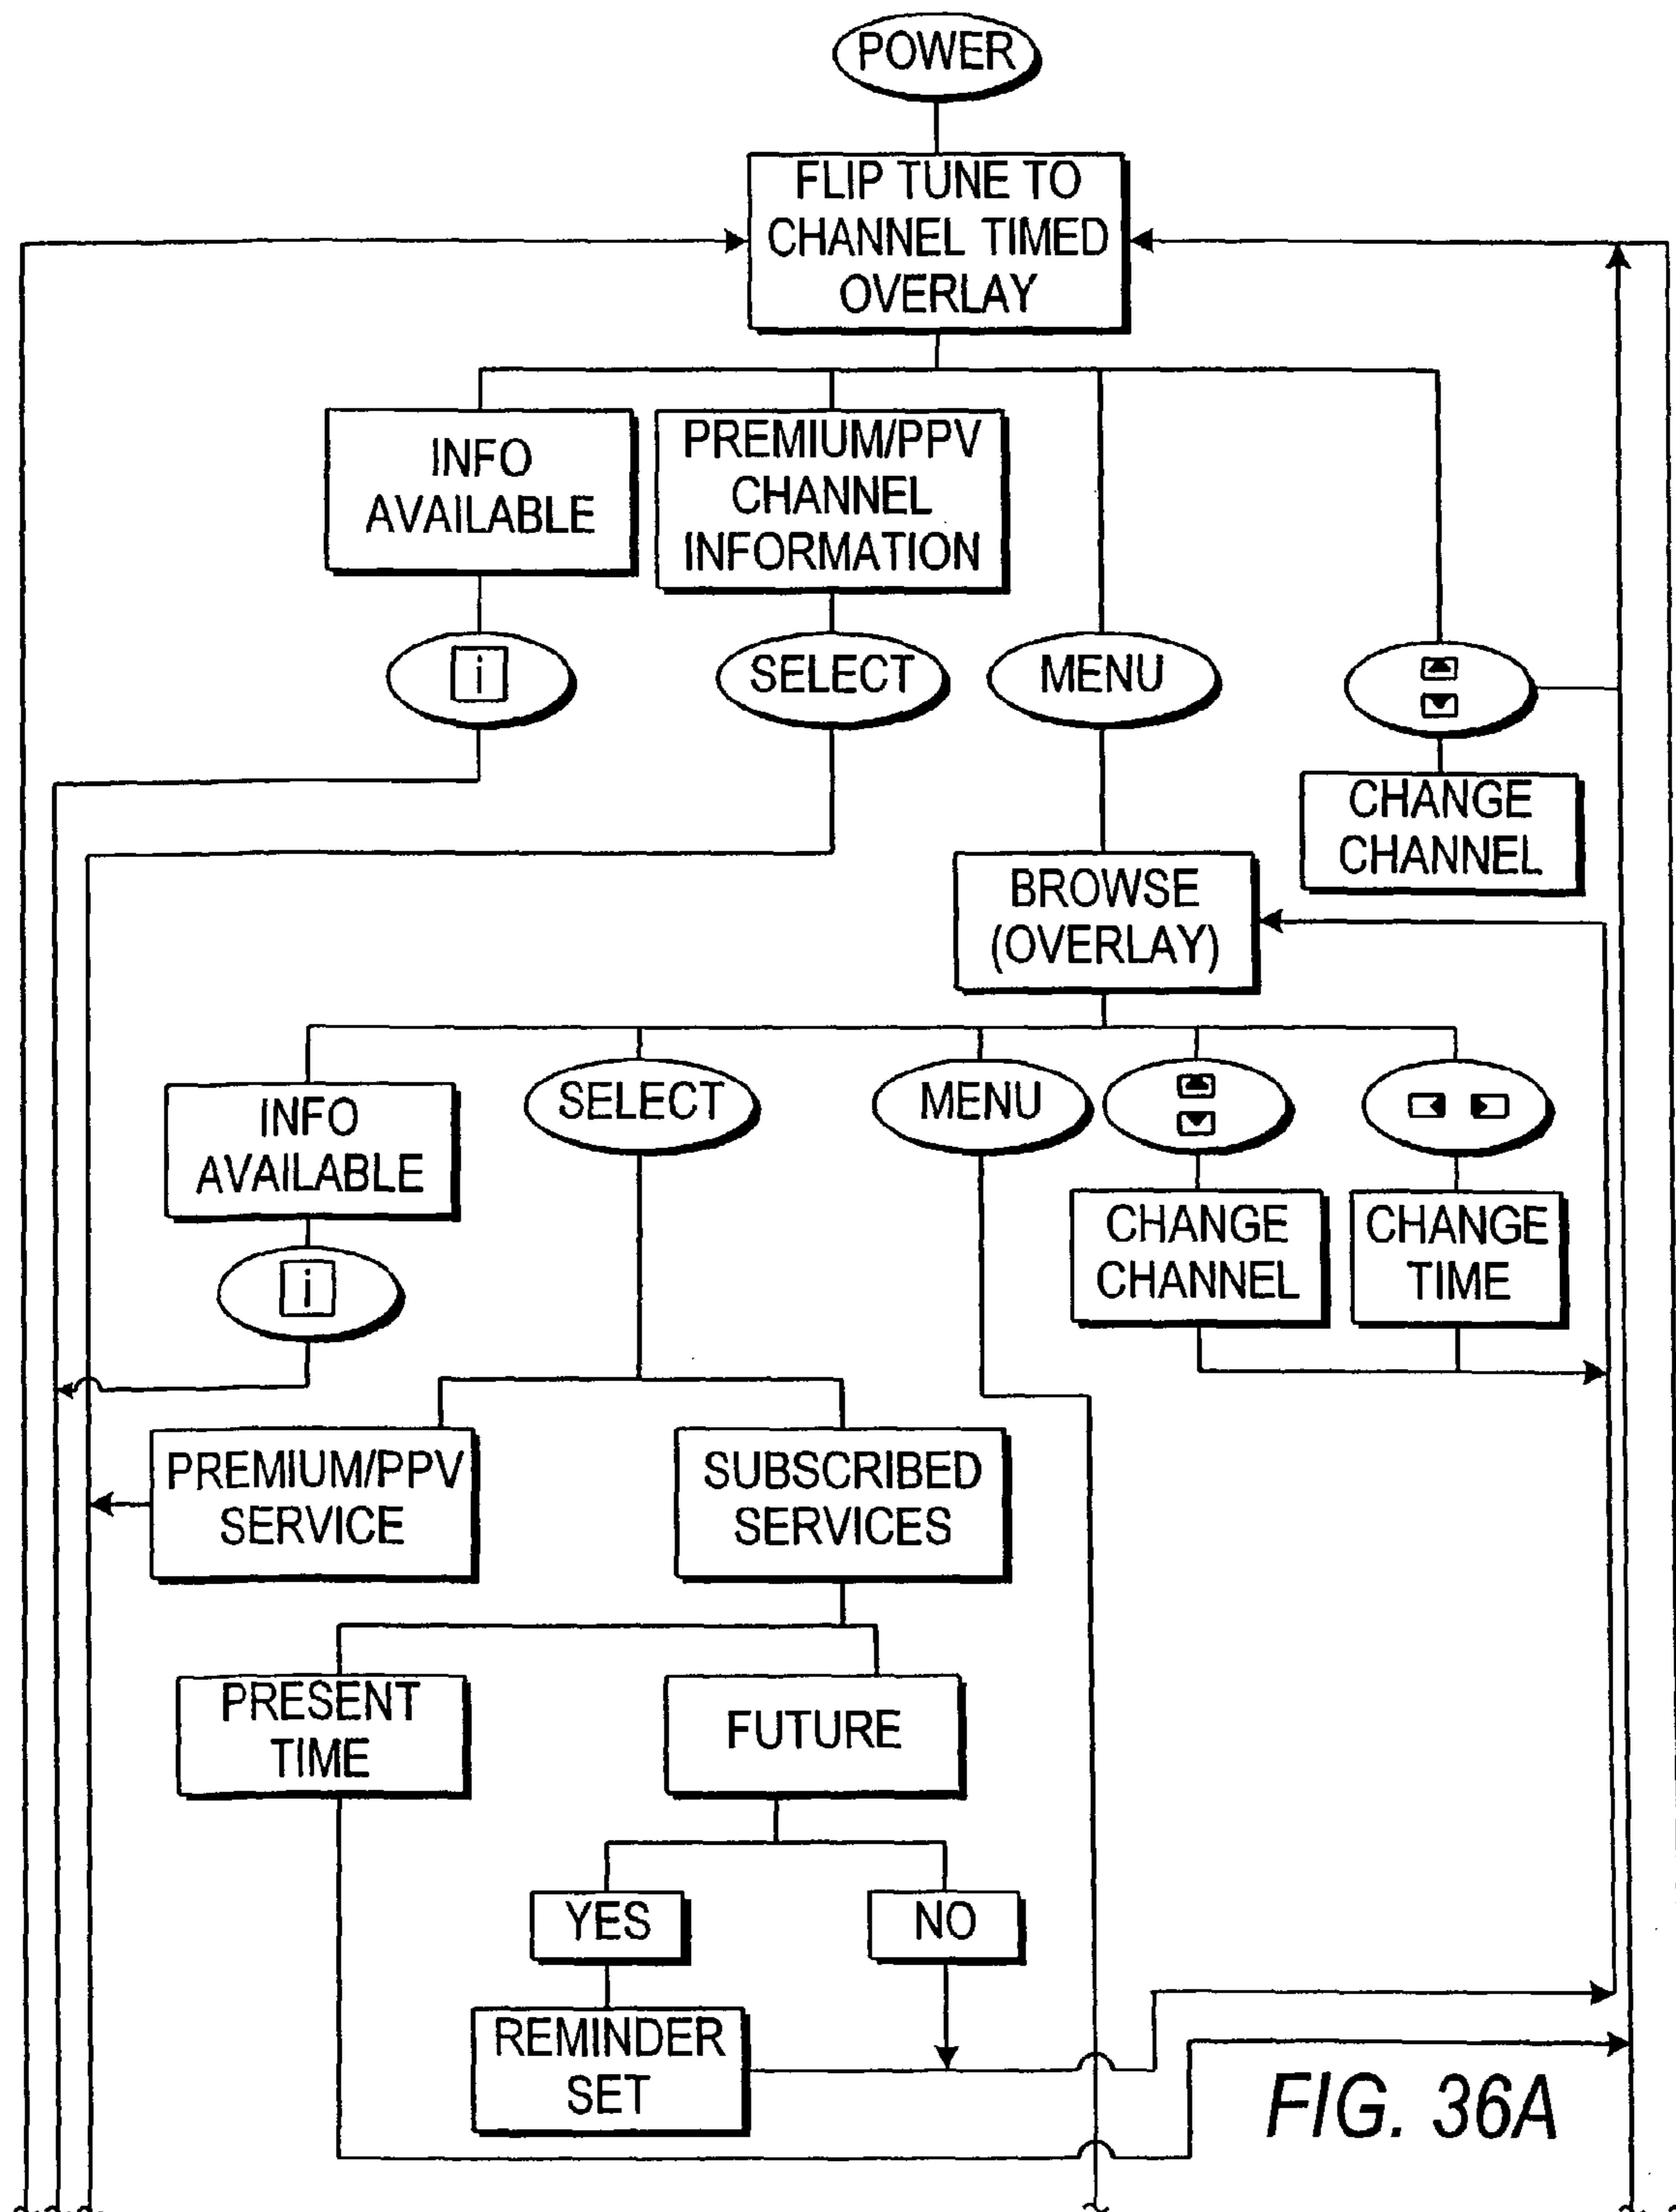 POWER
FLIP TUNE TO
CHANNEL TIMED
OVERLAY
INFO
AVAILABLE
PREMIUM/PPV
CHANNEL
INFORMATION
i
SELECT
MENU
CHANGE
CHANNEL
BROWSE
(OVERLAY)
INFO
AVAILABLE
SELECT
MENU
CHANGE
CHANNEL
CHANGE
TIME
i
PREMIUM/PPV
SERVICE
SUBSCRIBED
SERVICES
PRESENT
TIME
FUTURE
YES
NO
REMINDER
SET
FIG. 36A